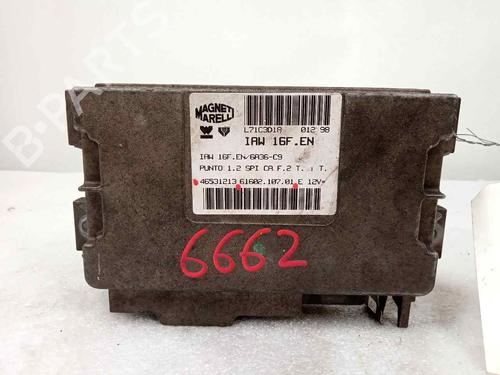 MAGNETI
MARELLI
L71C3D1A 012 98
IAW 16F.EN
IAW 16F.EN/6A36-C9
PUNTO 1.2 SPI CA F.2 T. T.
46531213 61602.107.01 E 12V
6662
B-PARTS